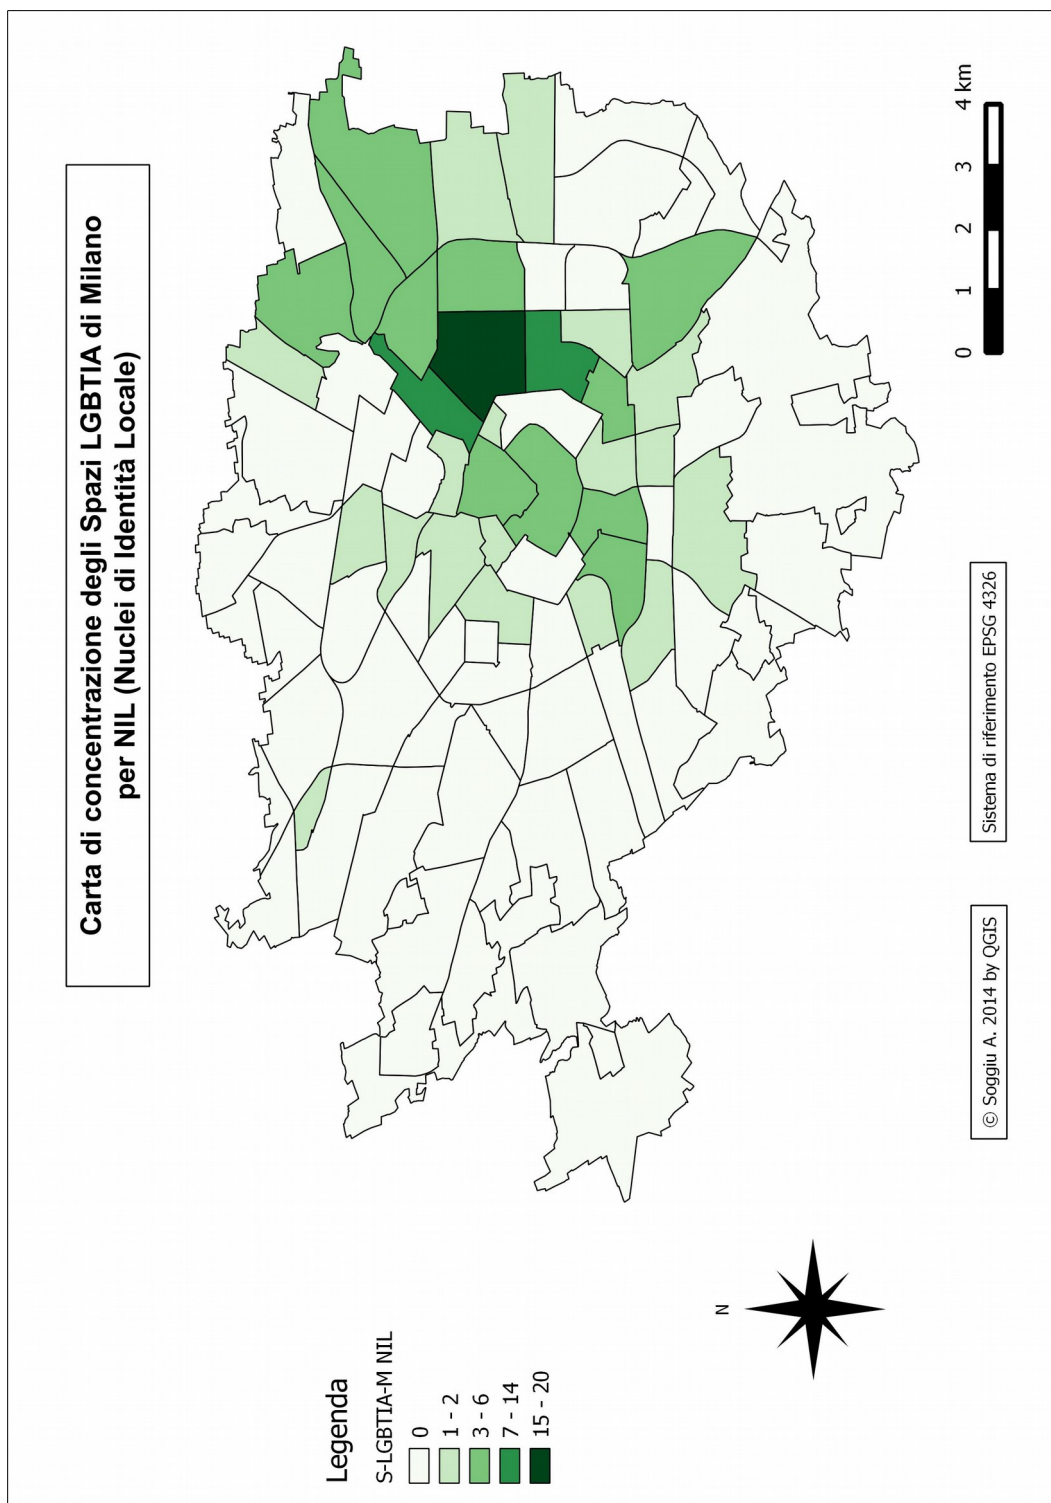 Carta di concentrazione degli Spazi LGBTIA di Milano
per NIL (Nuclei di Identità Locale)
Legenda
S-LGBTIA-M NIL
0
1 - 2
3 - 6
7 - 14
15 - 20
N
© Soggiu A. 2014 by QGIS
Sistema di riferimento EPSG 4326
0 1 2 3 4 km